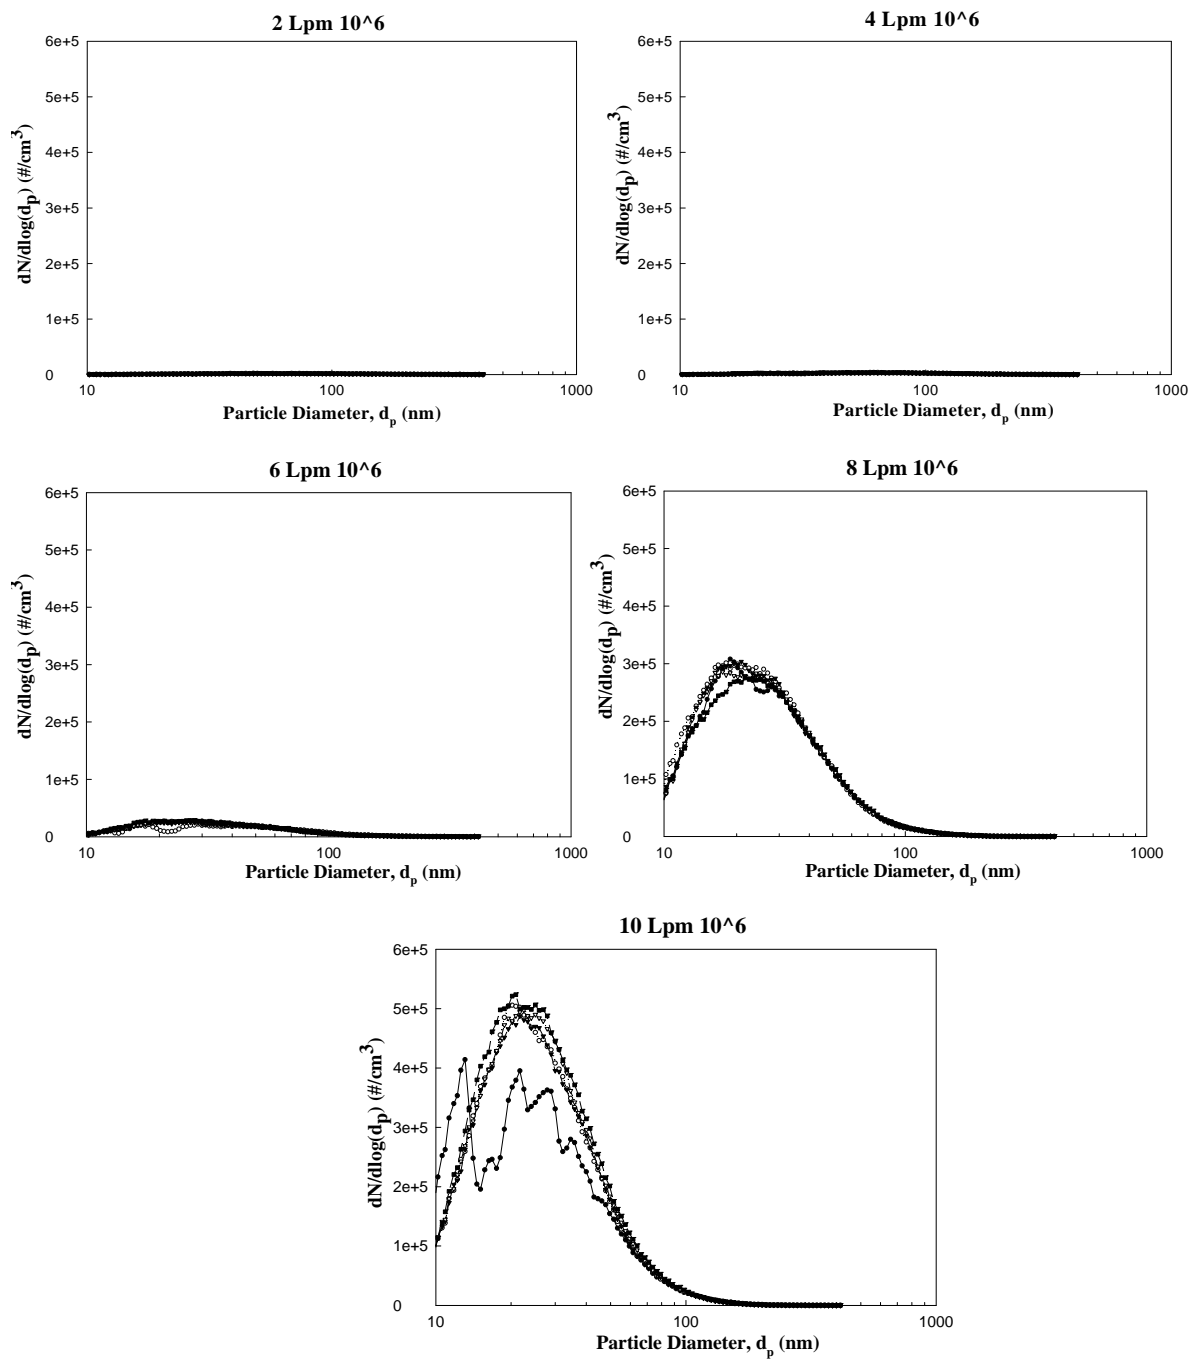 2 Lpm 10^6
6e+5
5e+5
4e+5
3e+5
2e+5
1e+5
0
dN/dlog(dp) (#/cm3)
10
100
1000
Particle Diameter, dp (nm)
4 Lpm 10^6
6e+5
5e+5
4e+5
3e+5
2e+5
1e+5
0
dN/dlog(dp) (#/cm3)
10
100
1000
Particle Diameter, dp (nm)
6 Lpm 10^6
6e+5
5e+5
4e+5
3e+5
2e+5
1e+5
0
dN/dlog(dp) (#/cm3)
10
100
1000
Particle Diameter, dp (nm)
8 Lpm 10^6
6e+5
5e+5
4e+5
3e+5
2e+5
1e+5
0
dN/dlog(dp) (#/cm3)
10
100
1000
Particle Diameter, dp (nm)
10 Lpm 10^6
6e+5
5e+5
4e+5
3e+5
2e+5
1e+5
0
dN/dlog(dp) (#/cm3)
10
100
1000
Particle Diameter, dp (nm)